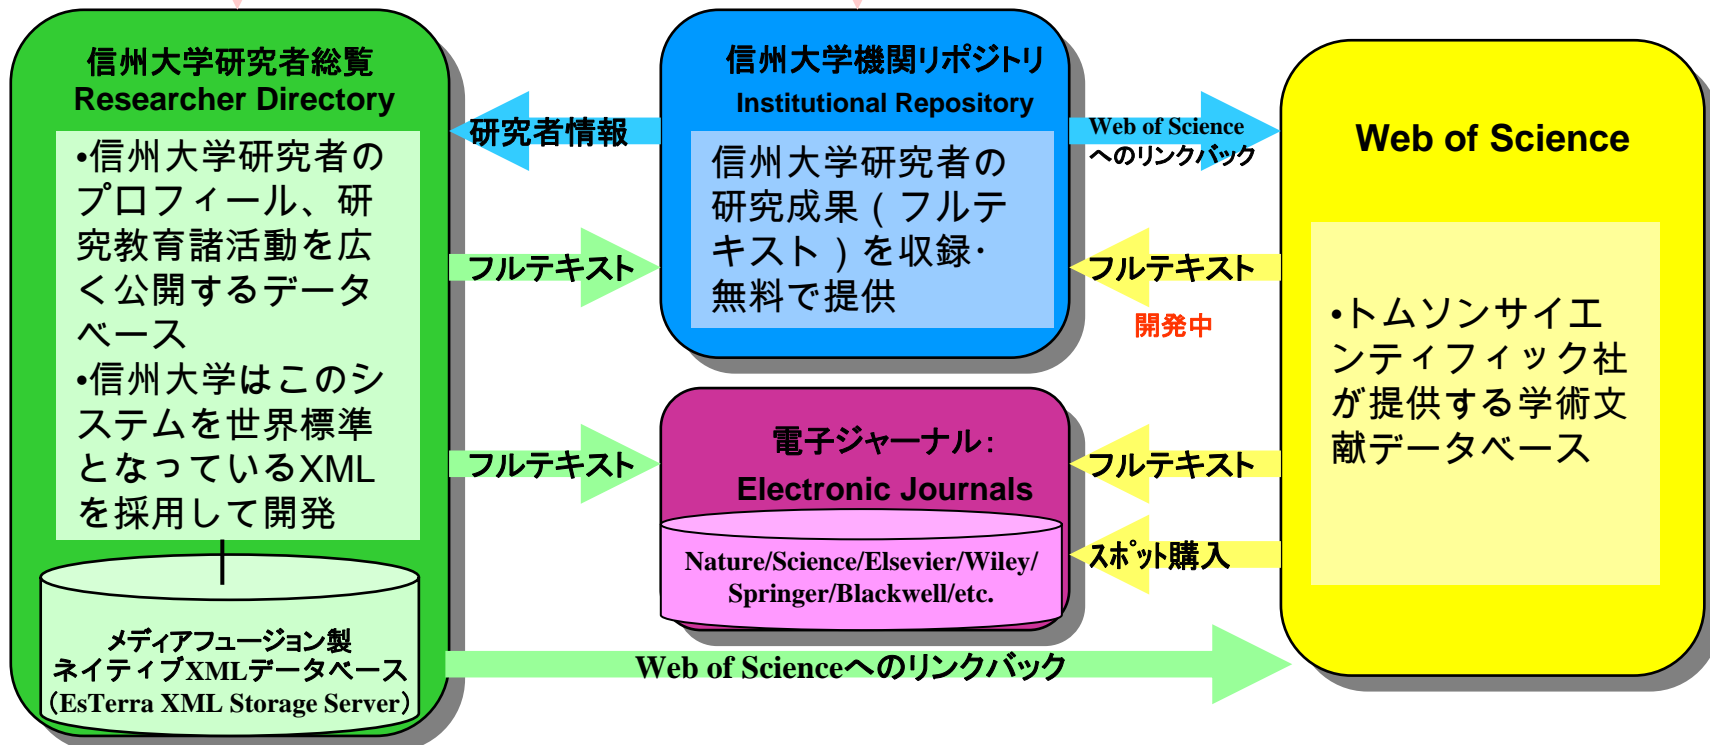 信州大学研究者総覧
Researcher Directory
•信州大学研究者の
プロフィール、研
究教育諸活動を広
く公開するデータ
ベース
•信州大学はこのシ
ステムを世界標準
となっているXML
を採用して開発
メディアフュージョン製
ネイティブXMLデータベース
（EsTerra XML Storage Server）
研究者情報
フルテキスト
フルテキスト
信州大学機関リポジトリ
Institutional Repository
信州大学研究者の
研究成果（フルテ
キスト）を収録・
無料で提供
電子ジャーナル：
Electronic Journals
Nature/Science/Elsevier/Wiley/
Springer/Blackwell/etc.
Web of Science
へのリンクバック
フルテキスト
開発中
フルテキスト
スポット購入
Web of Scienceへのリンクバック
Web of Science
•トムソンサイエ
ンティフィック社
が提供する学術文
献データベース